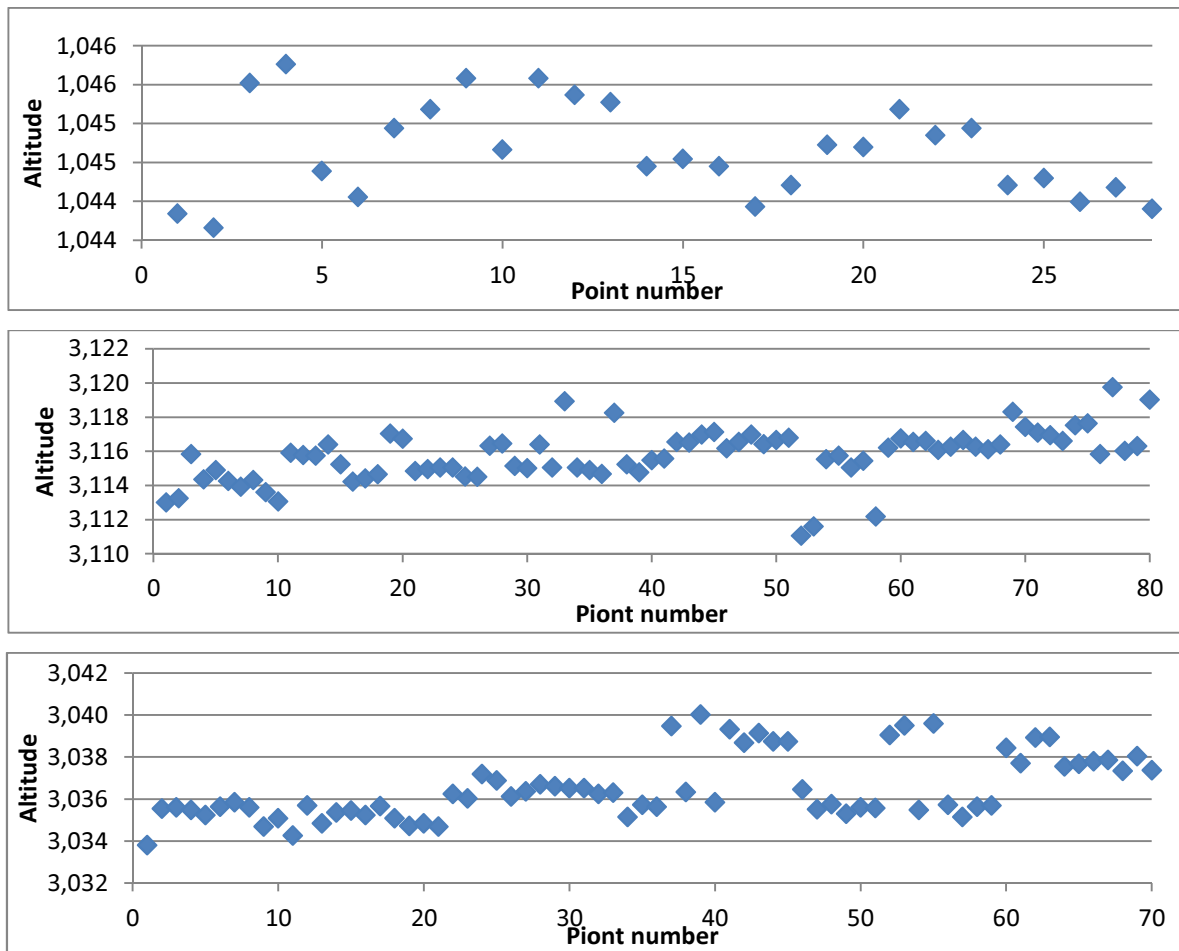 1,046
1,046
1,045
1,045
1,044
1,044
Altitude
0 5 10 15 20 25
Point number
3,122
3,120
3,118
3,116
3,114
3,112
3,110
Altitude
0 10 20 30 40 50 60 70 80
Piont number
3,042
3,040
3,038
3,036
3,034
3,032
Altitude
0 10 20 30 40 50 60 70
Piont number